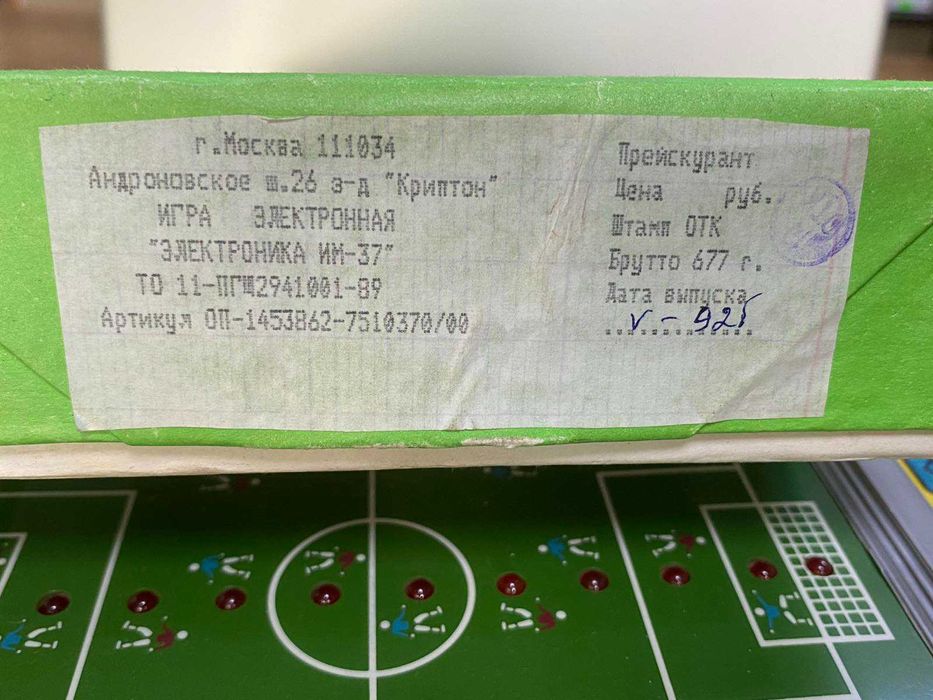 г.Москва 111034
Андроновское ш.26 з-д "Криптон"
ИГРА ЭЛЕКТРОННАЯ
"ЭЛЕКТРОНИКА ИМ-37"
ТО 11-ПГШ2941001-89
Артикул ОП-1453862-7510370/00
Прейскурант
Цена руб.
Штамп ОТК
Брутто 677 г.
Дата выпуска
V-92г